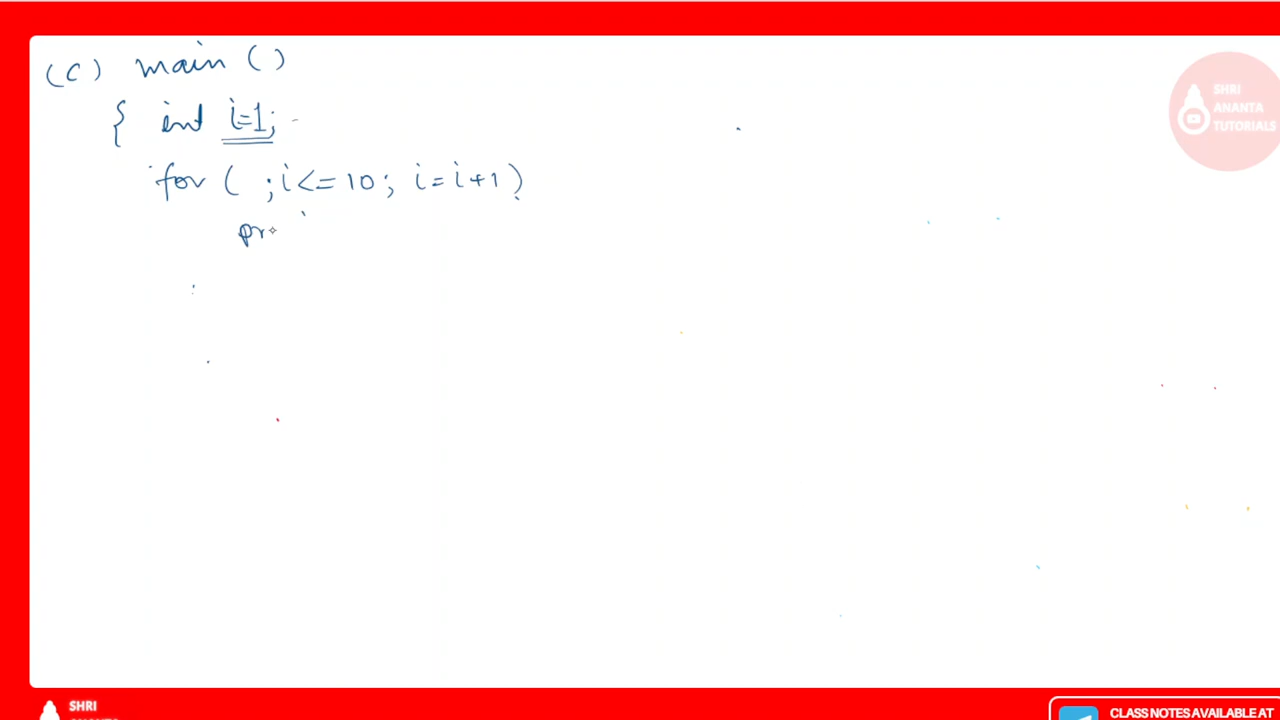 (c) main ()
{ int i=1;
for ( ;i<=10; i=i+1)
pr
SHRI
ANANTA
TUTORIALS
SHRI
CLASS NOTES AVAILABLE AT